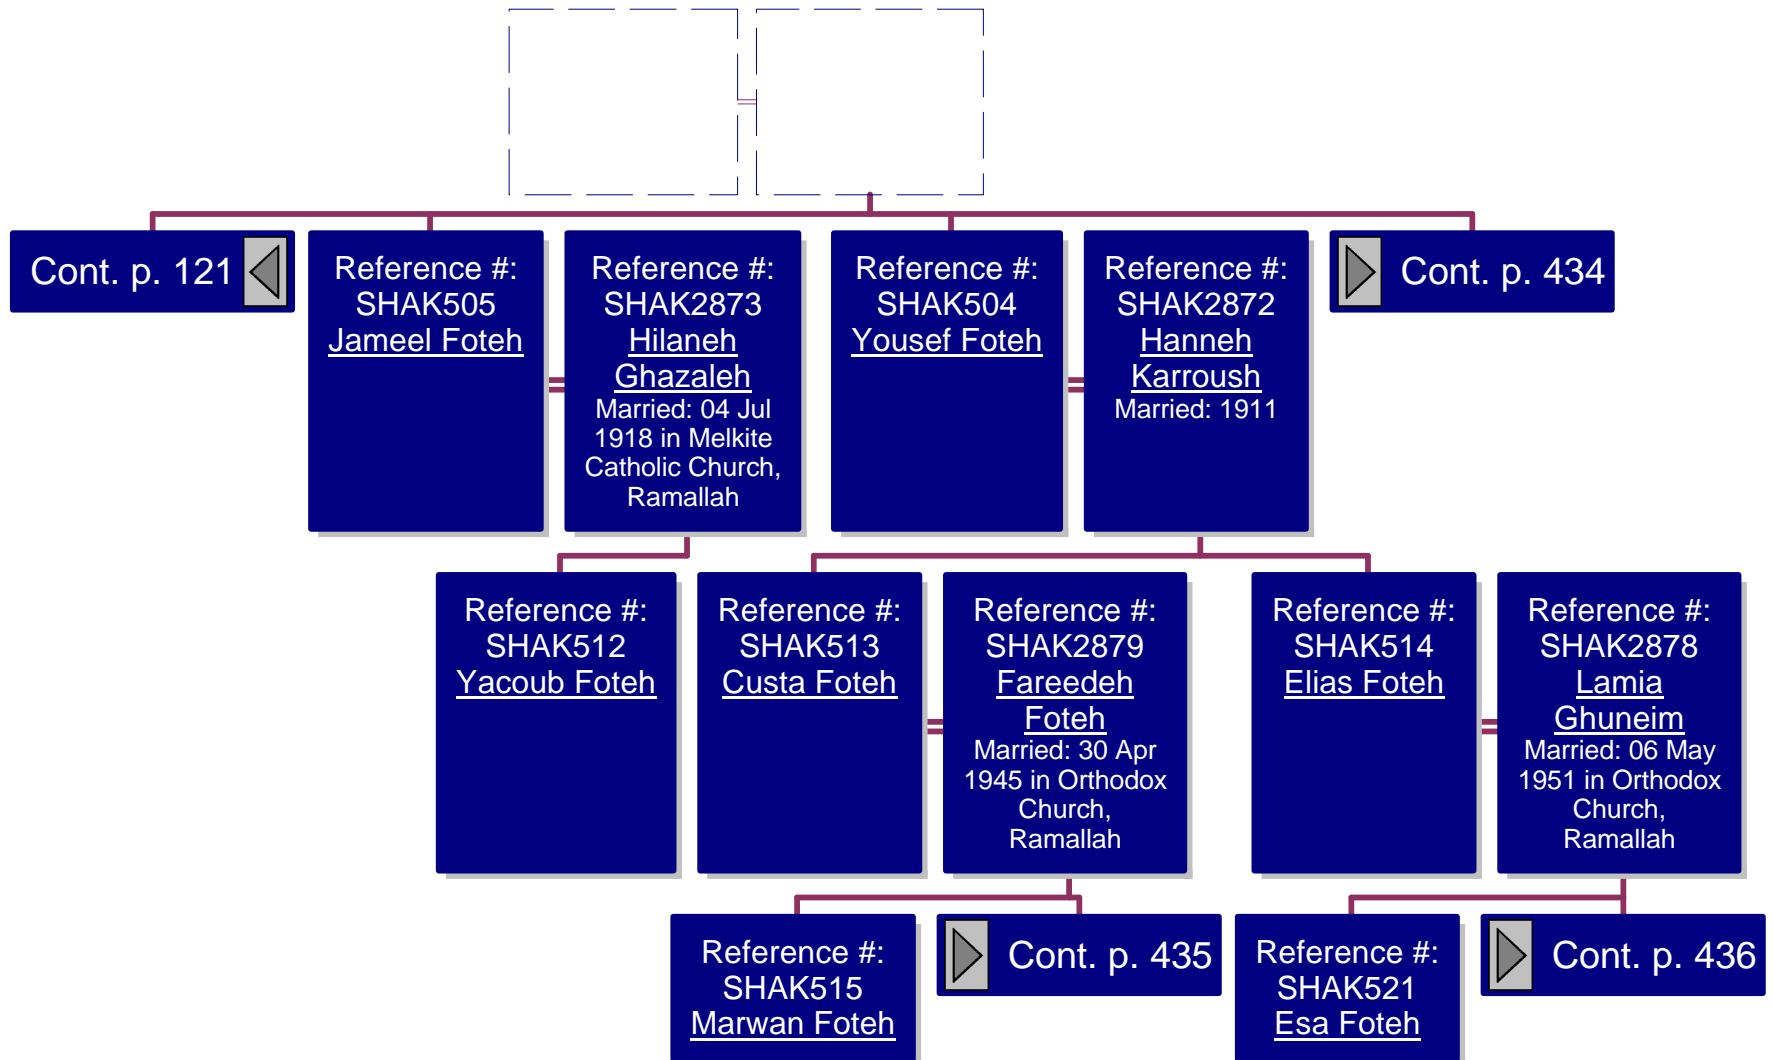 Cont. p. 121
Reference #:
SHAK505
Jameel Foteh
Reference #:
SHAK2873
Hilaneh
Ghazaleh
Married: 04 Jul
1918 in Melkite
Catholic Church,
Ramallah
Reference #:
SHAK504
Yousef Foteh
Reference #:
SHAK2872
Hanneh
Karroush
Married: 1911
Cont. p. 434
Reference #:
SHAK512
Yacoub Foteh
Reference #:
SHAK513
Custa Foteh
Reference #:
SHAK2879
Fareedeh
Foteh
Married: 30 Apr
1945 in Orthodox
Church,
Ramallah
Reference #:
SHAK514
Elias Foteh
Reference #:
SHAK2878
Lamia
Ghuneim
Married: 06 May
1951 in Orthodox
Church,
Ramallah
Reference #:
SHAK515
Marwan Foteh
Cont. p. 435
Reference #:
SHAK521
Esa Foteh
Cont. p. 436